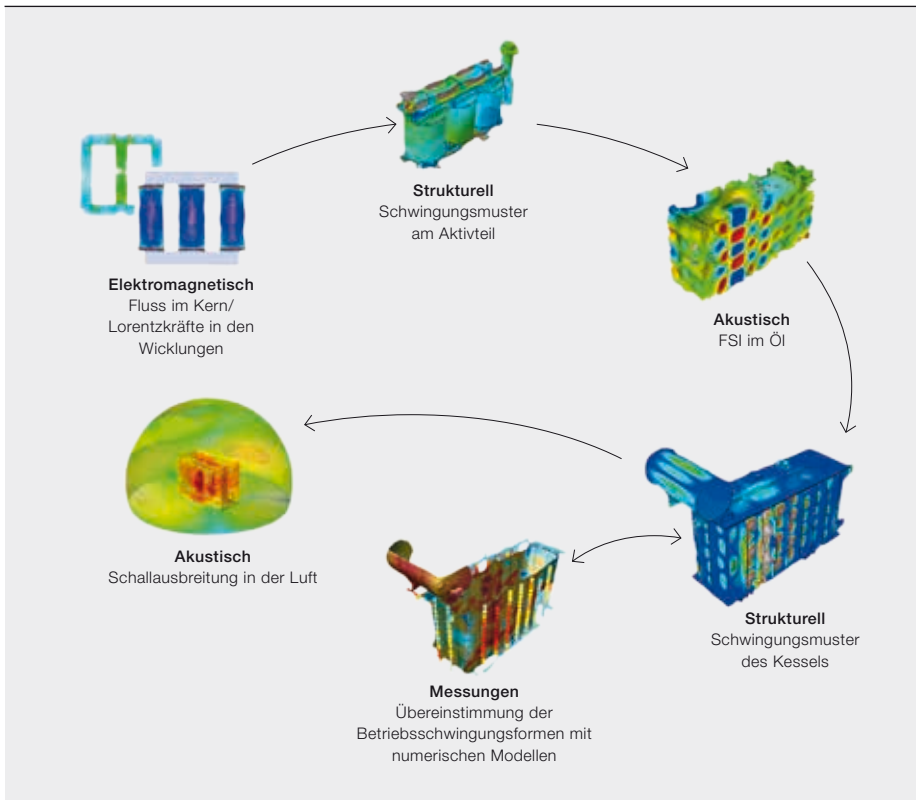 Strukturell
Schwingungsmuster
am Aktivteil
Elektromagnetisch
Fluss im Kern/
Lorentzkräfte in den
Wicklungen
Akustisch
FSI im Öl
Akustisch
Schallausbreitung in der Luft
Strukturell
Schwingungsmuster
des Kessels
Messungen
Übereinstimmung der
Betriebsschwingungsformen mit
numerischen Modellen